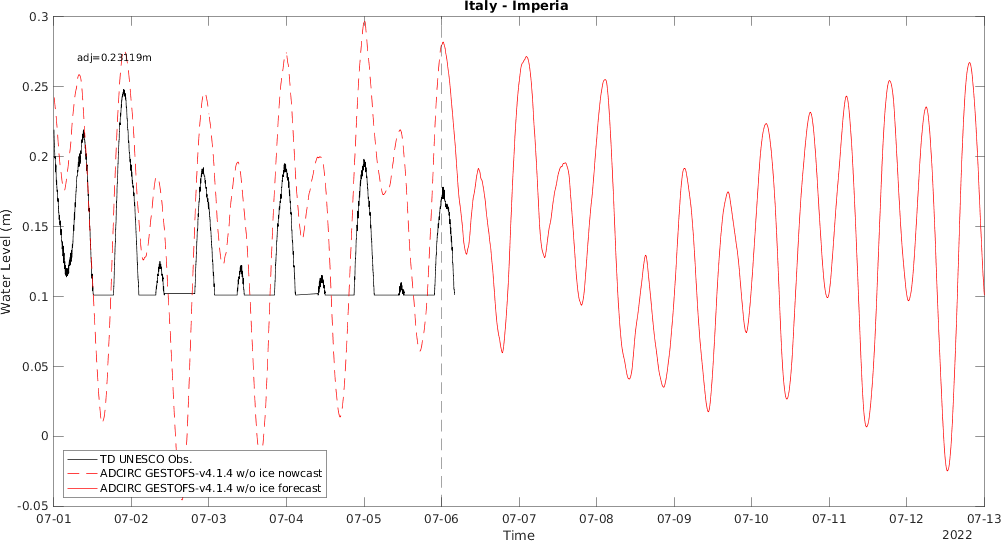 Italy - Imperia
0.3
0.25
0.2
0.15
0.1
0.05
0
-0.05
Water Level (m)
adj=0.23119m
TD UNESCO Obs.
ADCIRC GESTOFS-v4.1.4 w/o ice nowcast
ADCIRC GESTOFS-v4.1.4 w/o ice forecast
07-01 07-02 07-03 07-04 07-05 07-06 07-07 07-08 07-09 07-10 07-11 07-12 07-13
Time
2022